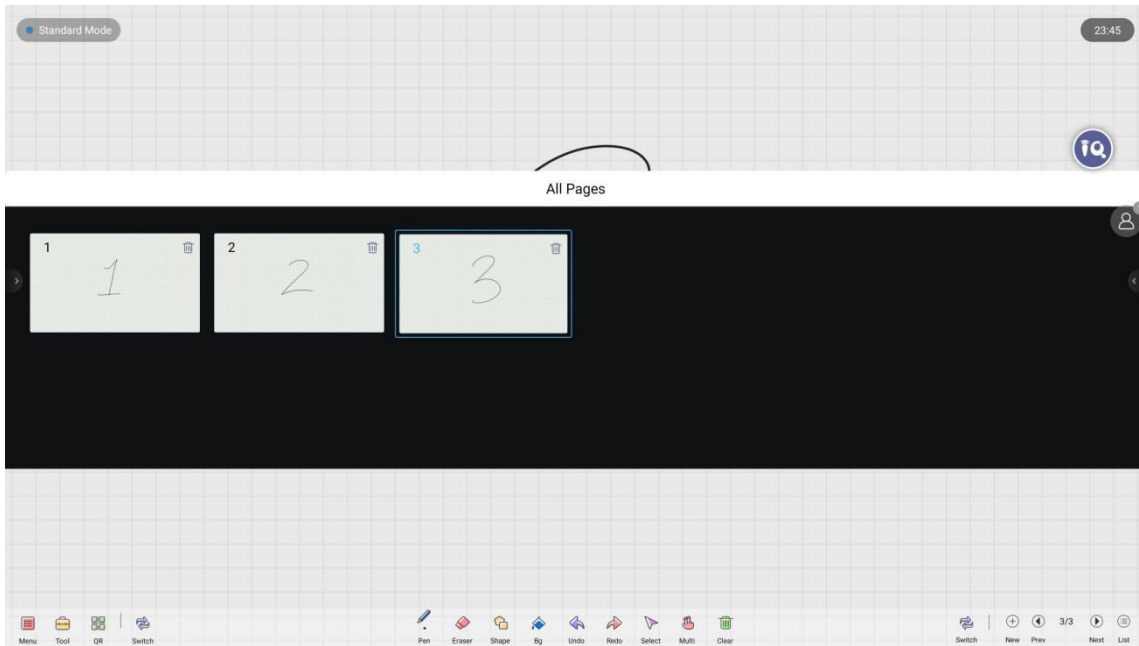 Standard Mode
23:45
IQ
All Pages
1
1
2
2
3
3
Menu Tool QR Switch Pen Eraser Shape Bg Undo Redo Select Multi Clear Switch New Prev 3/3 Next List